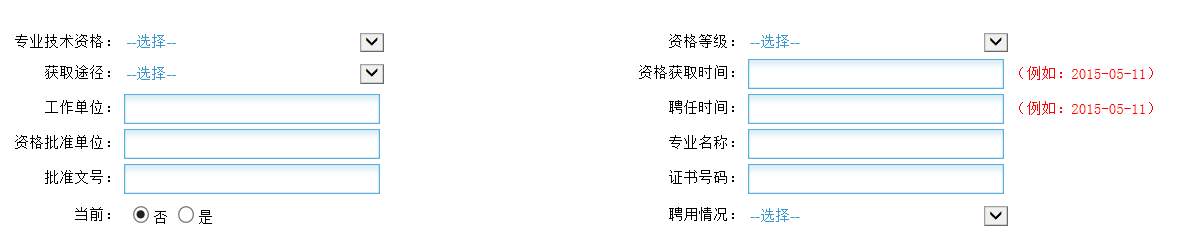 专业技术资格： --选择-- 资格等级： --选择--
获取途径： --选择-- 资格获取时间： （例如：2015-05-11）
工作单位： 聘任时间： （例如：2015-05-11）
资格批准单位： 专业名称：
批准文号： 证书号码：
当前： 否 是 聘用情况： --选择--